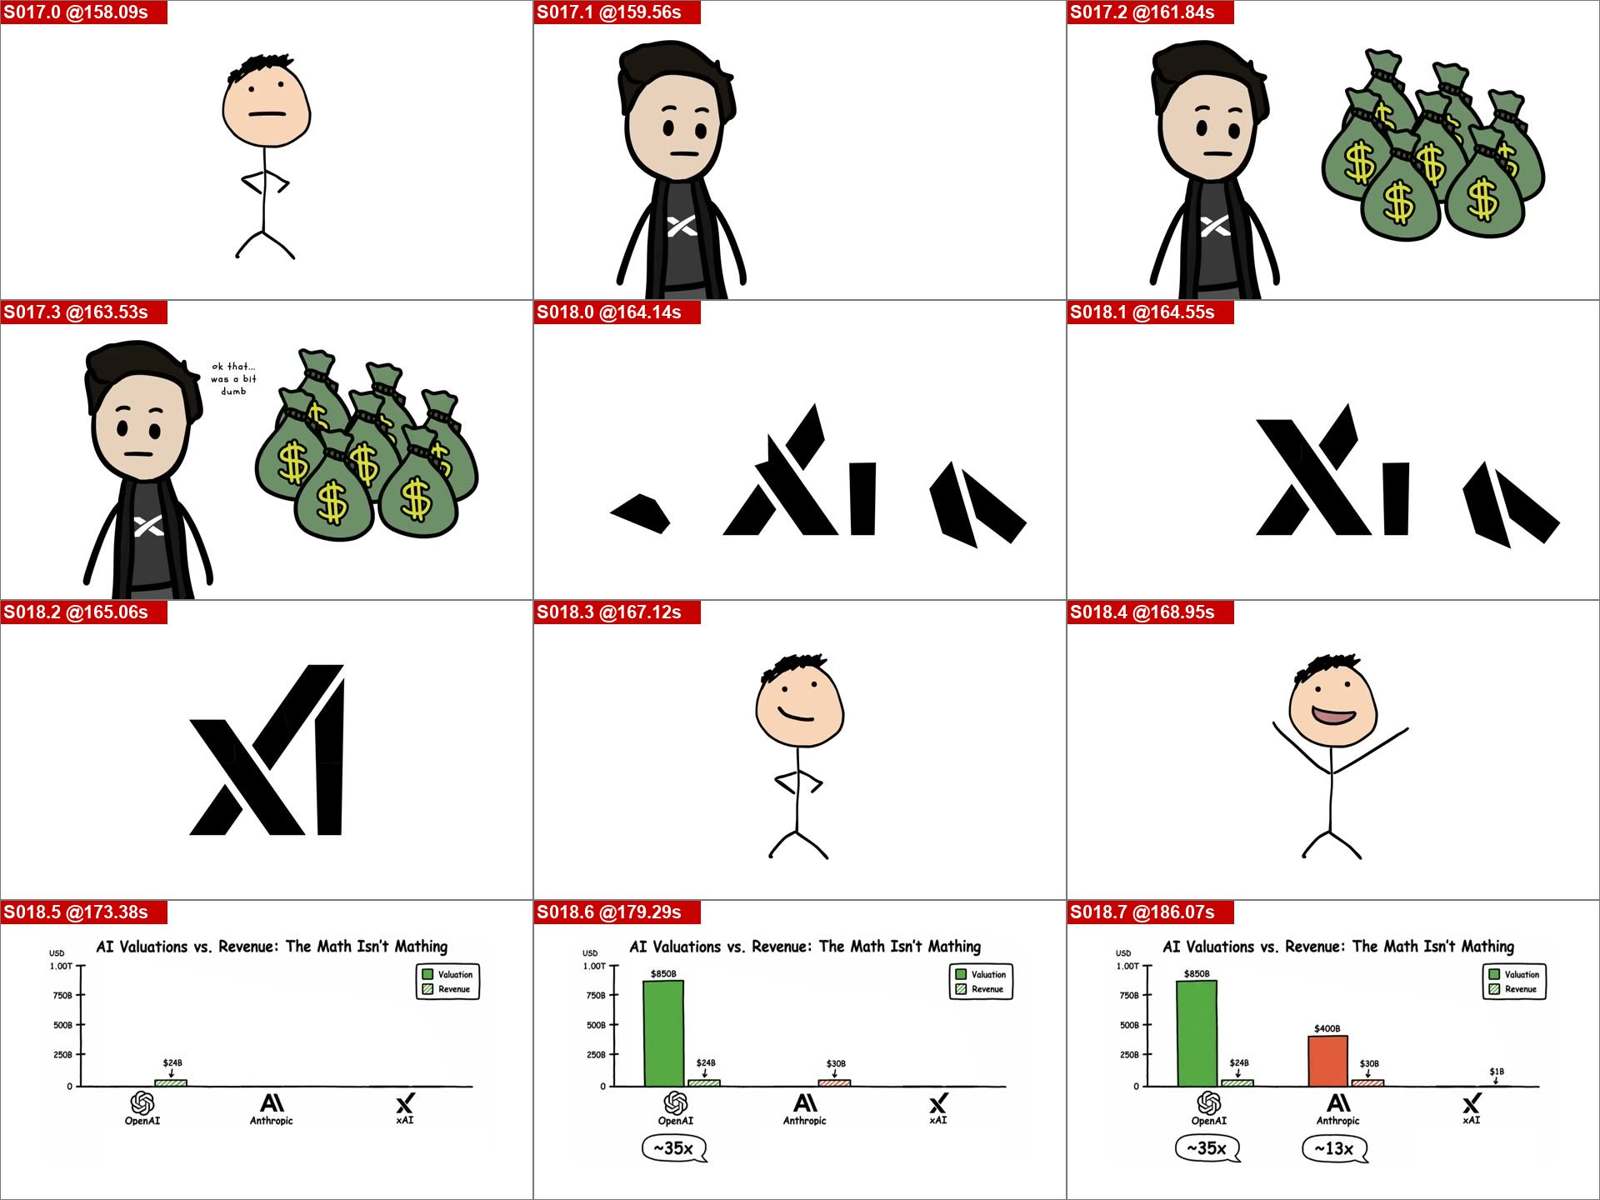 S017.0 @158.09s
S017.1 @159.56s
S017.2 @161.84s
$ $ $ $ $ $ $
S017.3 @163.53s
ok that...
was a bit
dumb
$ $ $ $ $ $ $
S018.0 @164.14s
S018.1 @164.55s
S018.2 @165.06s
xAI
S018.3 @167.12s
S018.4 @168.95s
S018.5 @173.38s
AI Valuations vs. Revenue: The Math Isn't Mathing
USD
1.00T
750B
500B
250B
0
Valuation
Revenue
$24B
OpenAI
AI
Anthropic
xAI
S018.6 @179.29s
AI Valuations vs. Revenue: The Math Isn't Mathing
USD
1.00T
750B
500B
250B
0
Valuation
Revenue
$850B
$24B
$30B
OpenAI
AI
Anthropic
xAI
~35x
S018.7 @186.07s
AI Valuations vs. Revenue: The Math Isn't Mathing
USD
1.00T
750B
500B
250B
0
Valuation
Revenue
$850B
$24B
$400B
$30B
$1B
OpenAI
AI
Anthropic
xAI
~35x
~13x